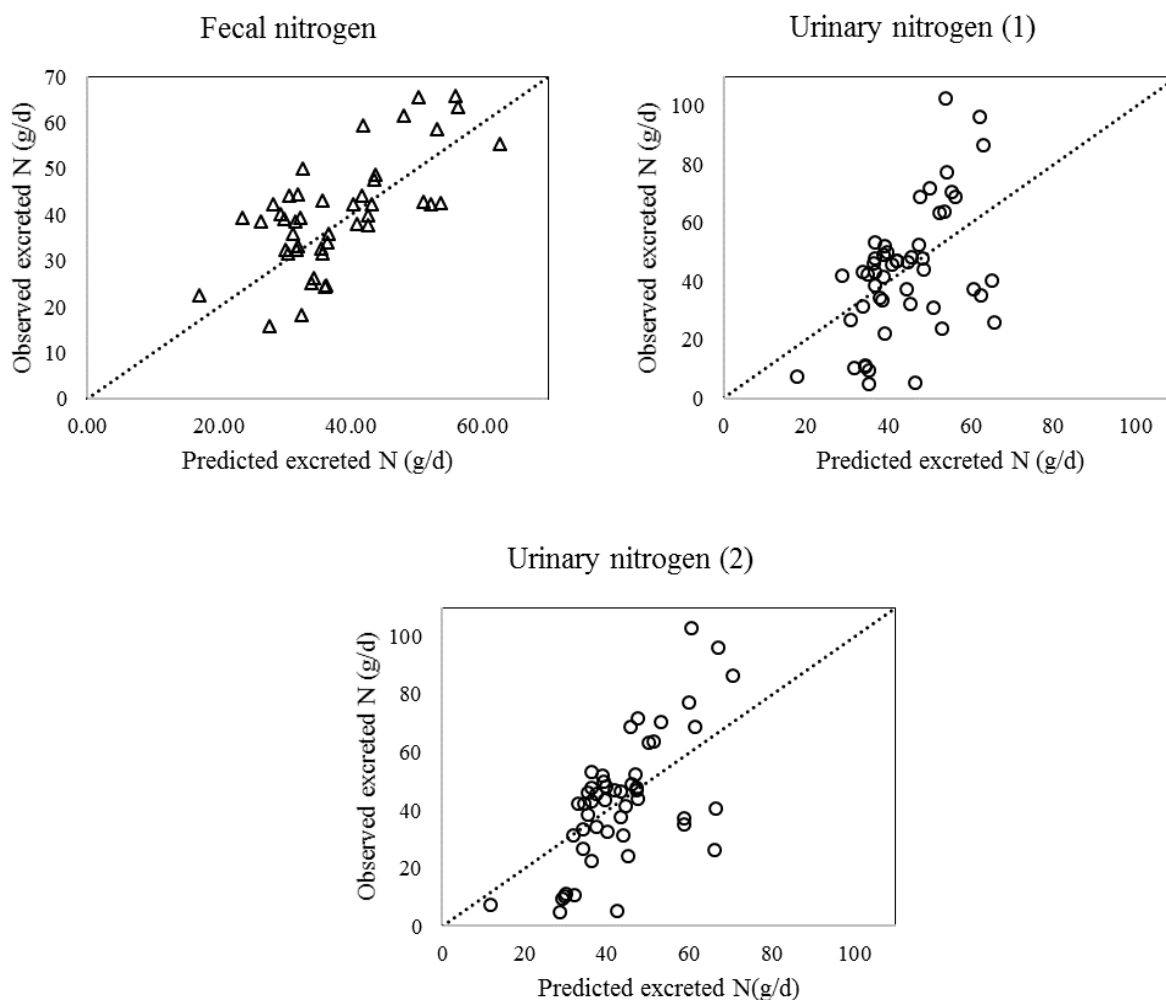 Fecal nitrogen
70
60
50
40
30
20
10
0
0.00 20.00 40.00 60.00
Observed excreted N (g/d)
Predicted excreted N (g/d)
Urinary nitrogen (1)
100
80
60
40
20
0
0 20 40 60 80 100
Observed excreted N (g/d)
Predicted excreted N (g/d)
Urinary nitrogen (2)
100
80
60
40
20
0
0 20 40 60 80 100
Observed excreted N (g/d)
Predicted excreted N(g/d)